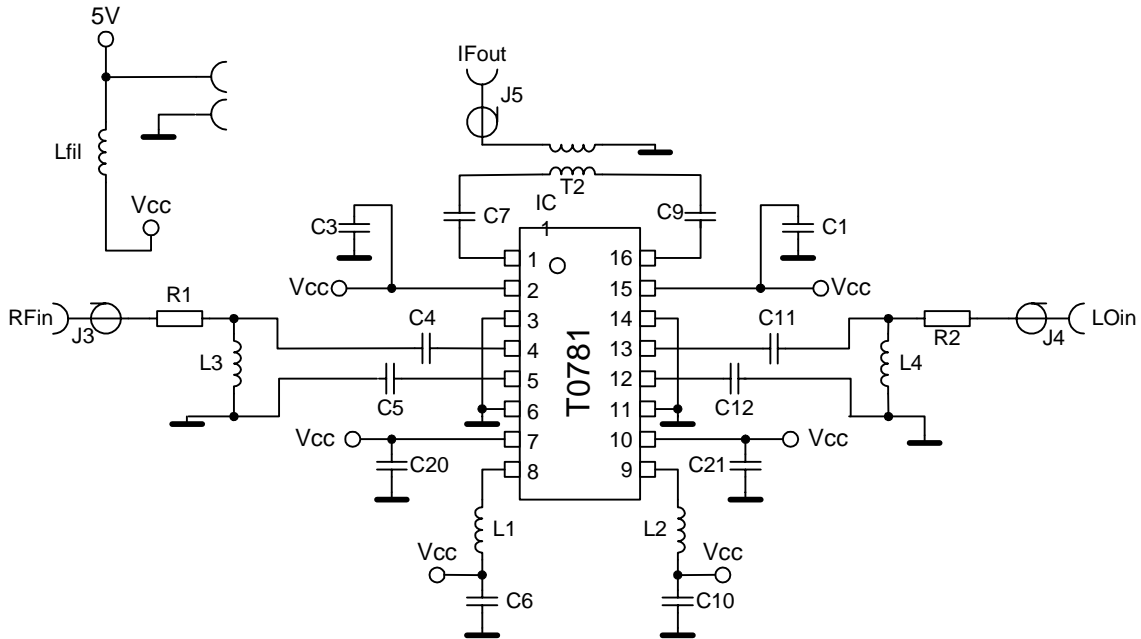 5V
IFout
J5
Lfil
T2
Vcc
IC
1
C3
C7
C9
C1
1
16
Vcc
2
15
Vcc
RFin
J3
R1
3
14
R2
J4
LOin
C4
4
13
C11
L3
L4
T0781
5
12
C5
C12
6
11
Vcc
7
10
Vcc
C20
8
9
C21
L1
L2
Vcc
Vcc
C6
C10